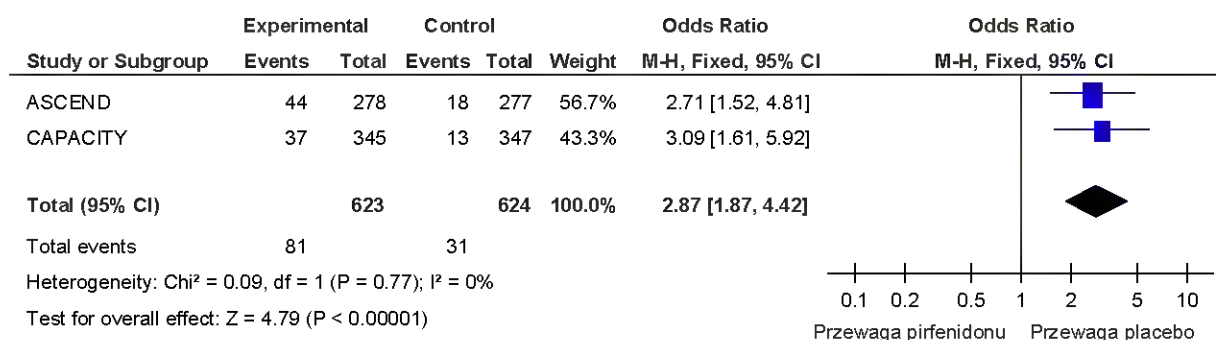 Experimental Control Odds Ratio Odds Ratio
Study or Subgroup Events Total Events Total Weight M-H, Fixed, 95% CI M-H, Fixed, 95% CI
ASCEND 44 278 18 277 56.7% 2.71 [1.52, 4.81]
CAPACITY 37 345 13 347 43.3% 3.09 [1.61, 5.92]
Total (95% CI) 623 624 100.0% 2.87 [1.87, 4.42]
Total events 81 31
Heterogeneity: Chi² = 0.09, df = 1 (P = 0.77); I² = 0%
Test for overall effect: Z = 4.79 (P < 0.00001)
0.1 0.2 0.5 1 2 5 10
Przewaga pirfenidonu Przewaga placebo